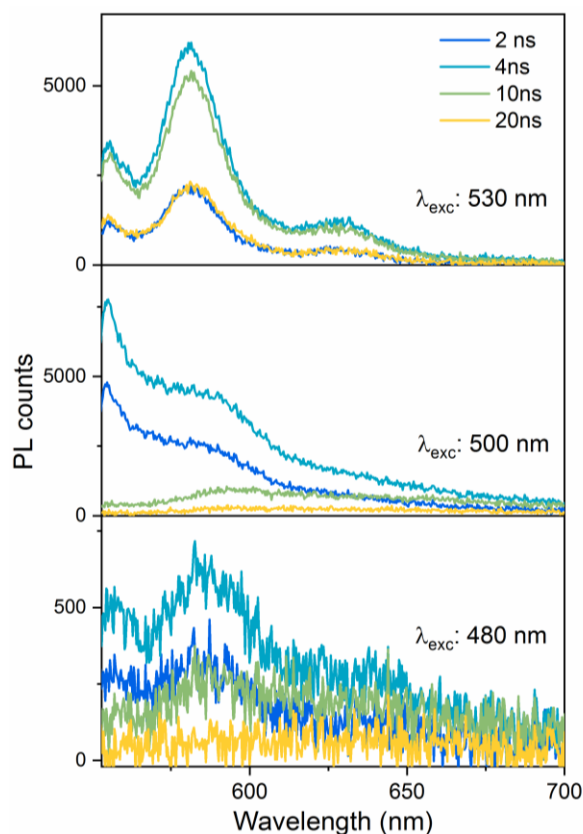 2 ns
4ns
10ns
20ns
5000
λexc: 530 nm
0
5000
λexc: 500 nm
0
PL counts
500
λexc: 480 nm
0
600
650
700
Wavelength (nm)